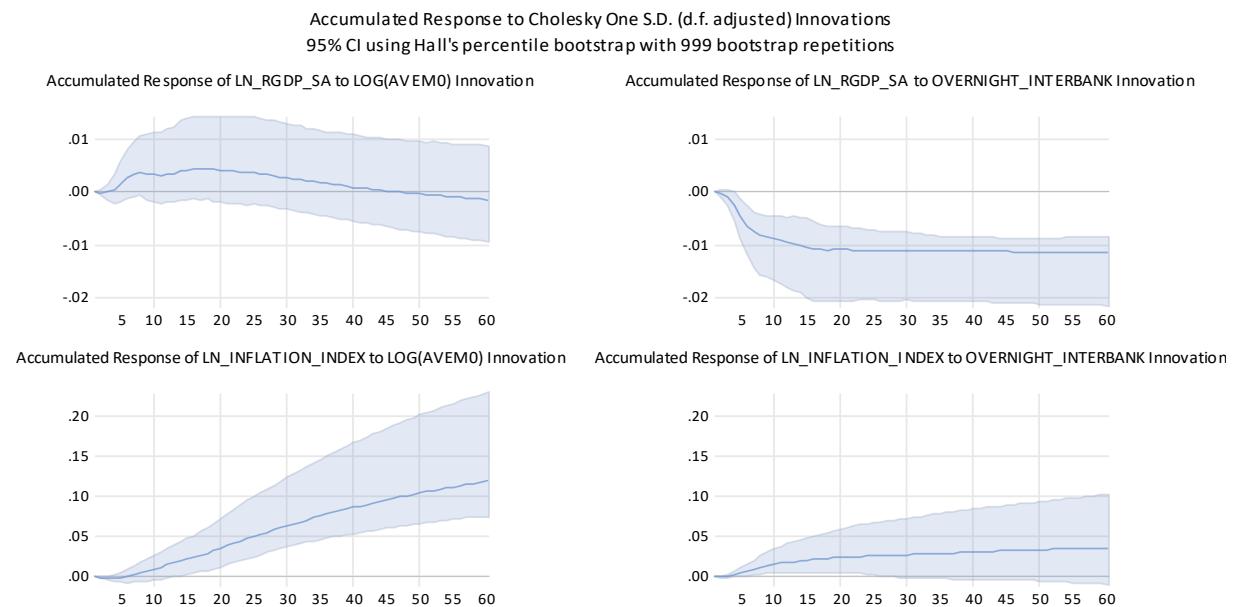 Accumulated Response to Cholesky One S.D. (d.f. adjusted) Innovations
95% CI using Hall's percentile bootstrap with 999 bootstrap repetitions
Accumulated Response of LN_RGDP_SA to LOG(AVEM0) Innovation
.01
.00
-.01
-.02
5 10 15 20 25 30 35 40 45 50 55 60
Accumulated Response of LN_RGDP_SA to OVERNIGHT_INTERBANK Innovation
.01
.00
-.01
-.02
5 10 15 20 25 30 35 40 45 50 55 60
Accumulated Response of LN_INFLATION_INDEX to LOG(AVEM0) Innovation
.20
.15
.10
.05
.00
5 10 15 20 25 30 35 40 45 50 55 60
Accumulated Response of LN_INFLATION_INDEX to OVERNIGHT_INTERBANK Innovation
.20
.15
.10
.05
.00
5 10 15 20 25 30 35 40 45 50 55 60